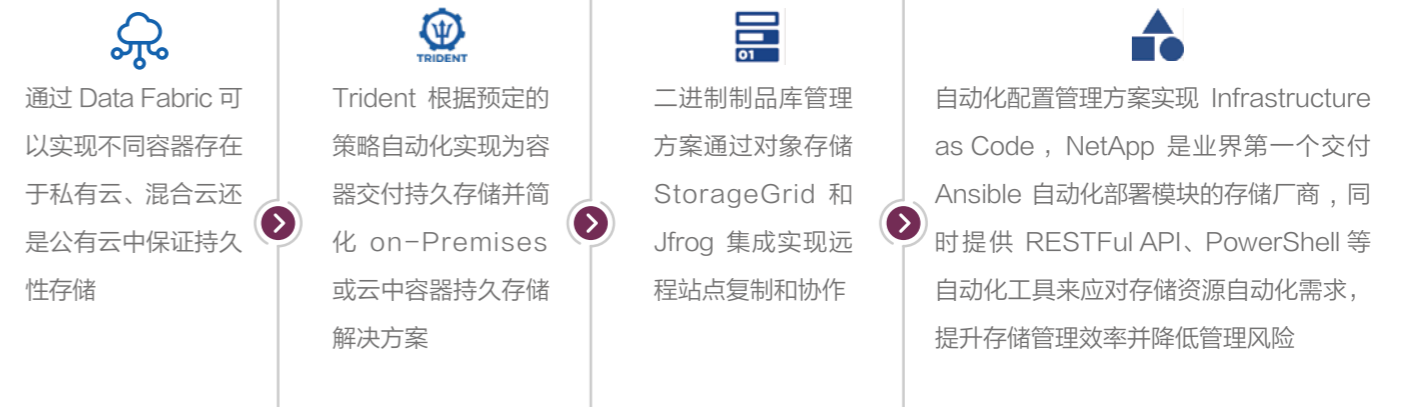 通过 Data Fabric 可
以实现不同容器存在
于私有云、混合云还
是公有云中保证持久
性存储
TRIDENT
Trident 根据预定的
策略自动化实现为容
器交付持久存储并简
化 on-Premises
或云中容器持久存储
解决方案
01
二进制制品库管理
方案通过对象存储
StorageGrid 和
Jfrog 集成实现远
程站点复制和协作
自动化配置管理方案实现 Infrastructure
as Code ，NetApp 是业界第一个交付
Ansible 自动化部署模块的存储厂商，同
时提供 RESTFul API、PowerShell 等
自动化工具来应对存储资源自动化需求，
提升存储管理效率并降低管理风险